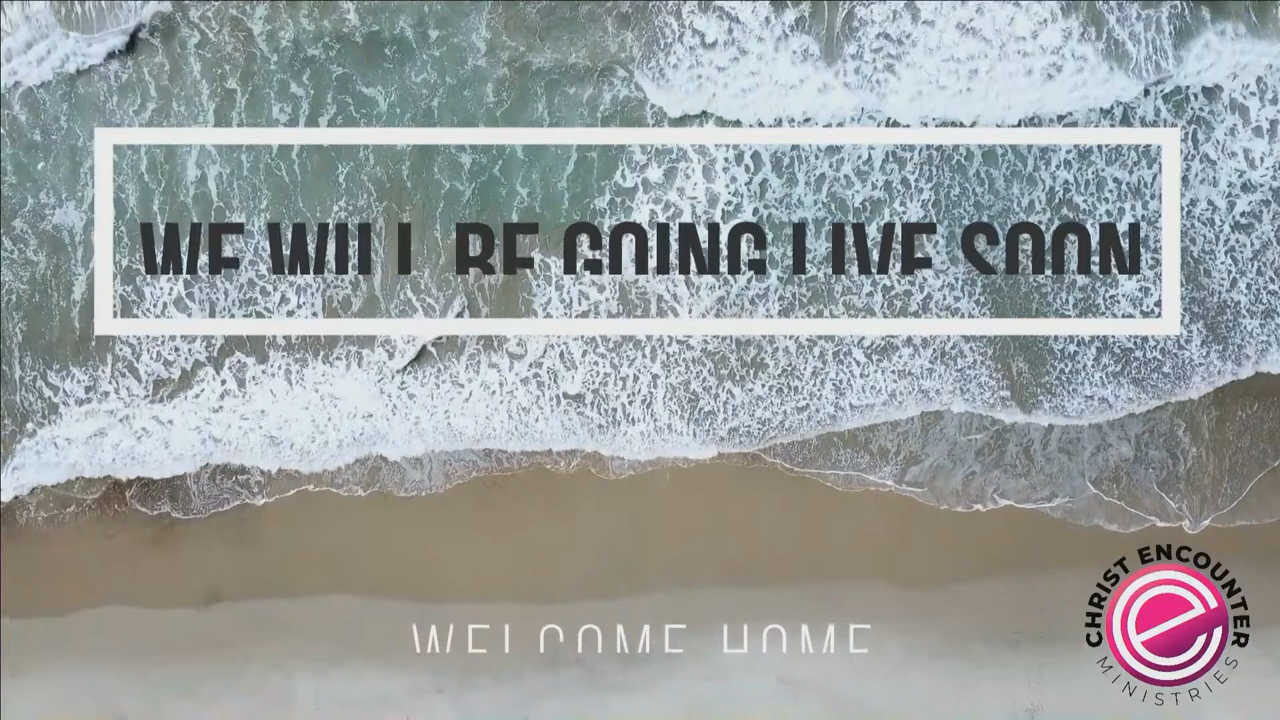 WE WILL BE GOING LIVE SOON
CHRIST ENCOUNTER
MINISTRIES
WELCOME HOME